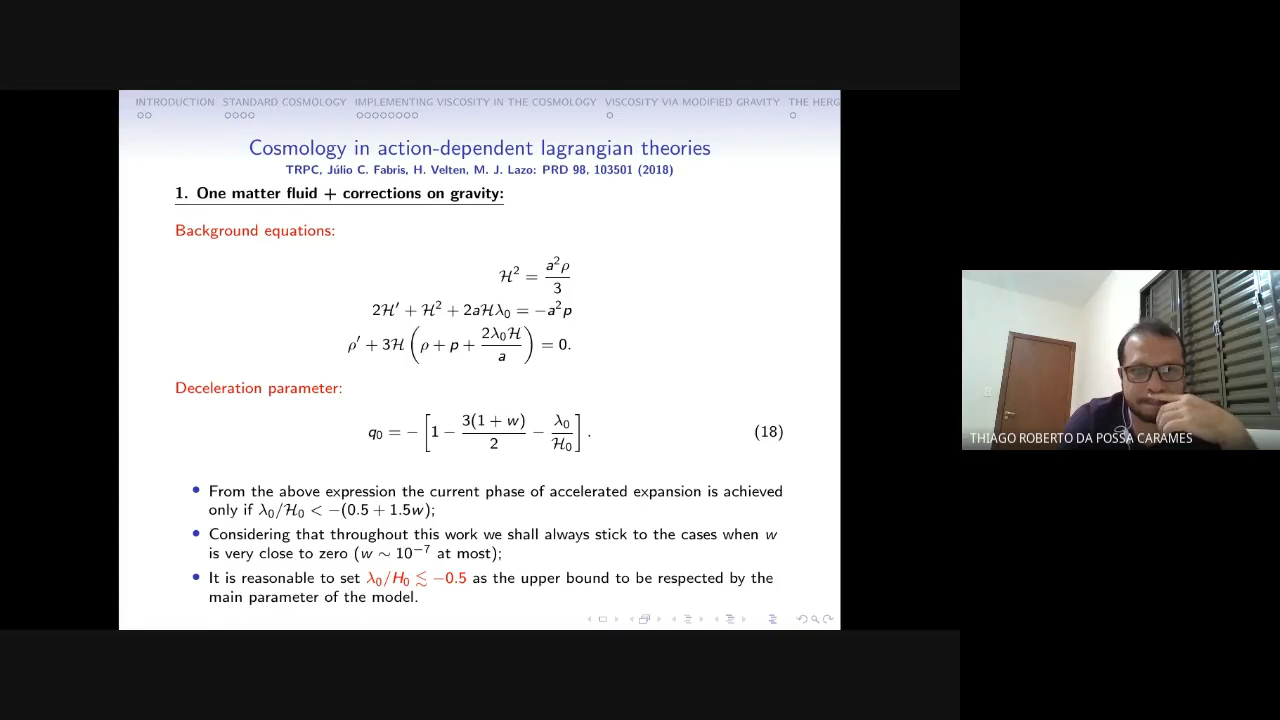 INTRODUCTION STANDARD COSMOLOGY IMPLEMENTING VISCOSITY IN THE COSMOLOGY VISCOSITY VIA MODIFIED GRAVITY THE HERG
Cosmology in action-dependent lagrangian theories
TRPC, Júlio C. Fabris, H. Velten, M. J. Lazo: PRD 98, 103501 (2018)
1. One matter fluid + corrections on gravity:
Background equations:
ℋ² = a²ρ/3
2ℋ′ + ℋ² + 2aℋλ₀ = −a²p
ρ′ + 3ℋ (ρ + p + 2λ₀ℋ/a) = 0.
Deceleration parameter:
q₀ = − [1 − 3(1 + w)/2 − λ₀/ℋ₀]. (18)
• From the above expression the current phase of accelerated expansion is achieved
only if λ₀/ℋ₀ < −(0.5 + 1.5w);
• Considering that throughout this work we shall always stick to the cases when w
is very close to zero (w ∼ 10⁻⁷ at most);
• It is reasonable to set λ₀/H₀ ≲ −0.5 as the upper bound to be respected by the
main parameter of the model.
THIAGO ROBERTO DA POSSA CARAMES